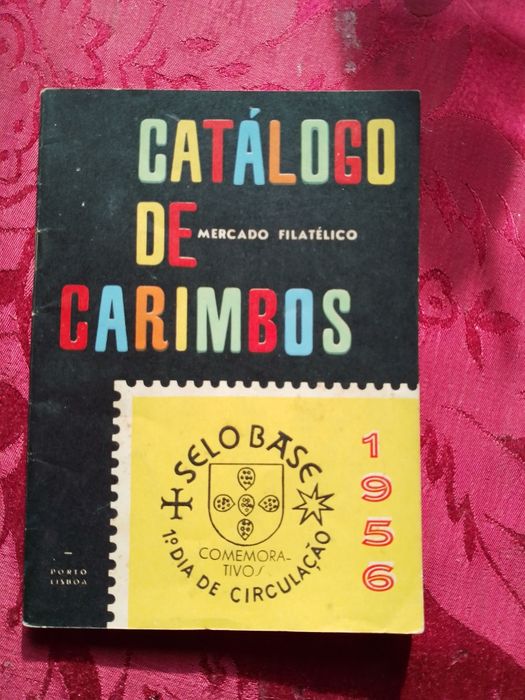 CATÁLOGO
DE
MERCADO FILATÉLICO
CARIMBOS
1956
SELO BASE
COMEMORA-
TIVOS
1º DIA DE CIRCULAÇÃO
PORTO
LISBOA